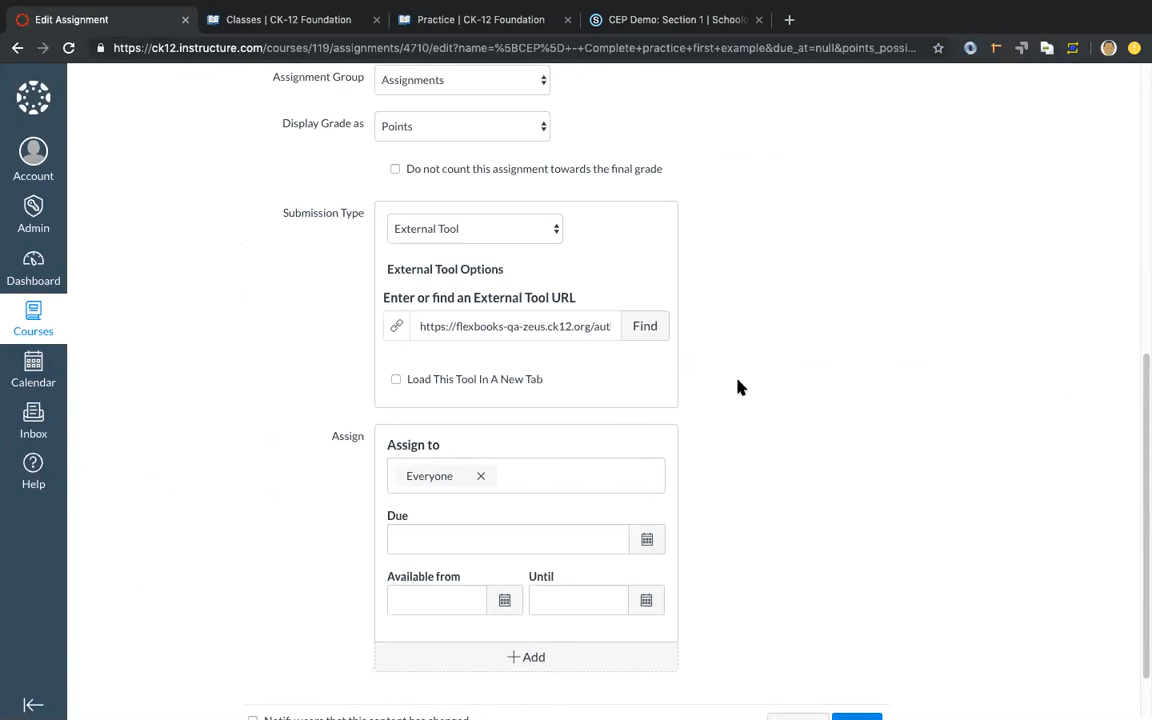 Edit Assignment
Classes | CK-12 Foundation
Practice | CK-12 Foundation
CEP Demo: Section 1 | Schoolo
https://ck12.instructure.com/courses/119/assignments/4710/edit?name=%5BCEP%5D+-+Complete+practice+first+example&due_at=null&points_possi...
Assignment Group
Assignments
Display Grade as
Points
Do not count this assignment towards the final grade
Submission Type
External Tool
External Tool Options
Enter or find an External Tool URL
https://flexbooks-qa-zeus.ck12.org/aut
Find
Load This Tool In A New Tab
Assign
Assign to
Everyone
Due
Available from
Until
Add
Notify users that this content has changed
Account
Admin
Dashboard
Courses
Calendar
Inbox
Help